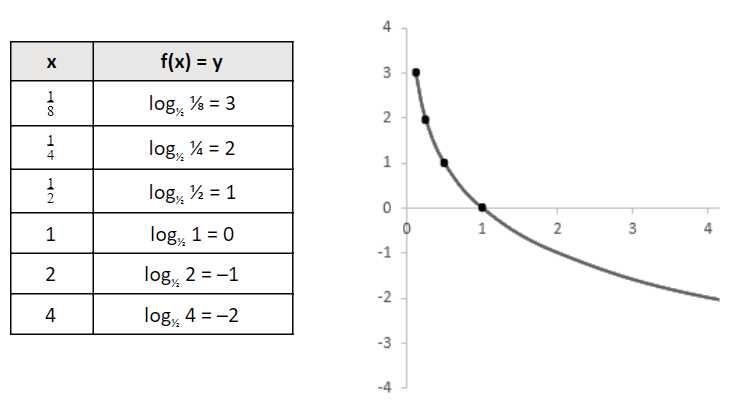 x f(x) = y
1/8 log½ ⅛ = 3
1/4 log½ ¼ = 2
1/2 log½ ½ = 1
1 log½ 1 = 0
2 log½ 2 = –1
4 log½ 4 = –2
4
3
2
1
0
0 1 2 3 4
-1
-2
-3
-4